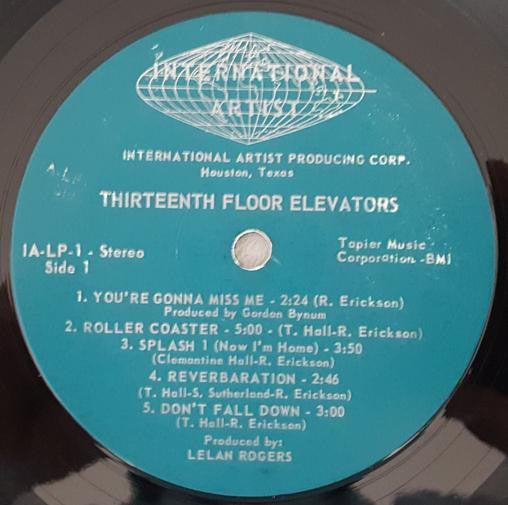 INTERNATIONAL
ARTIST
INTERNATIONAL ARTIST PRODUCING CORP.
Houston, Texas
THIRTEENTH FLOOR ELEVATORS
IA-LP-1 - Stereo
Side 1
Tapier Music
Corporation -BMI
1. YOU'RE GONNA MISS ME - 2:24 (R. Erickson)
Produced by Gordon Bynum
2. ROLLER COASTER - 5:00 - (T. Hall-R. Erickson)
3. SPLASH 1 (Now I'm Home) - 3:50
(Clemantine Hall-R. Erickson)
4. REVERBARATION - 2:46
(T. Hall-S. Sutherland-R. Erickson)
5. DON'T FALL DOWN - 3:00
(T. Hall-R. Erickson)
Produced by:
LELAN ROGERS